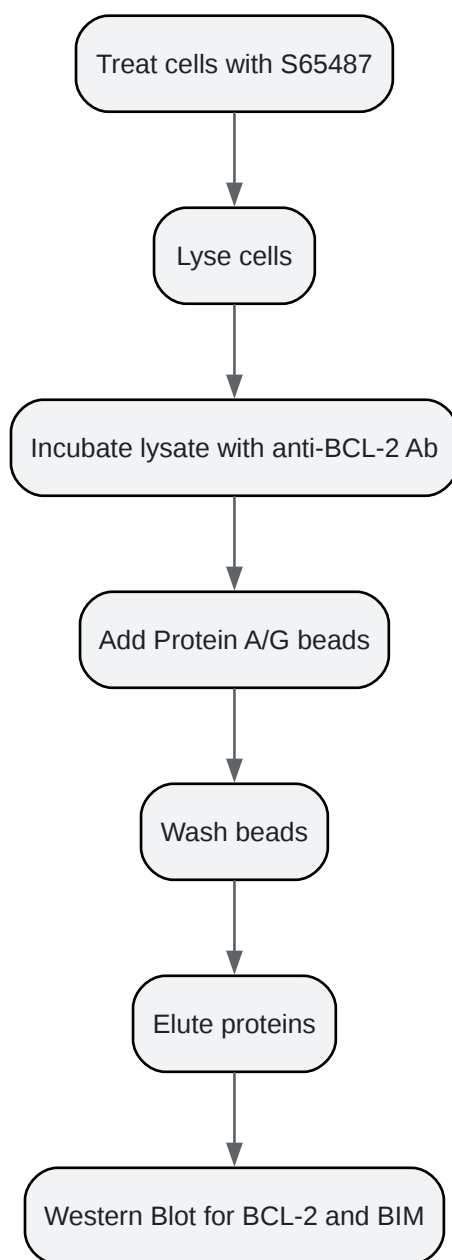 Treat cells with S65487
Lyse cells
Incubate lysate with anti-BCL-2 Ab
Add Protein A/G beads
Wash beads
Elute proteins
Western Blot for BCL-2 and BIM